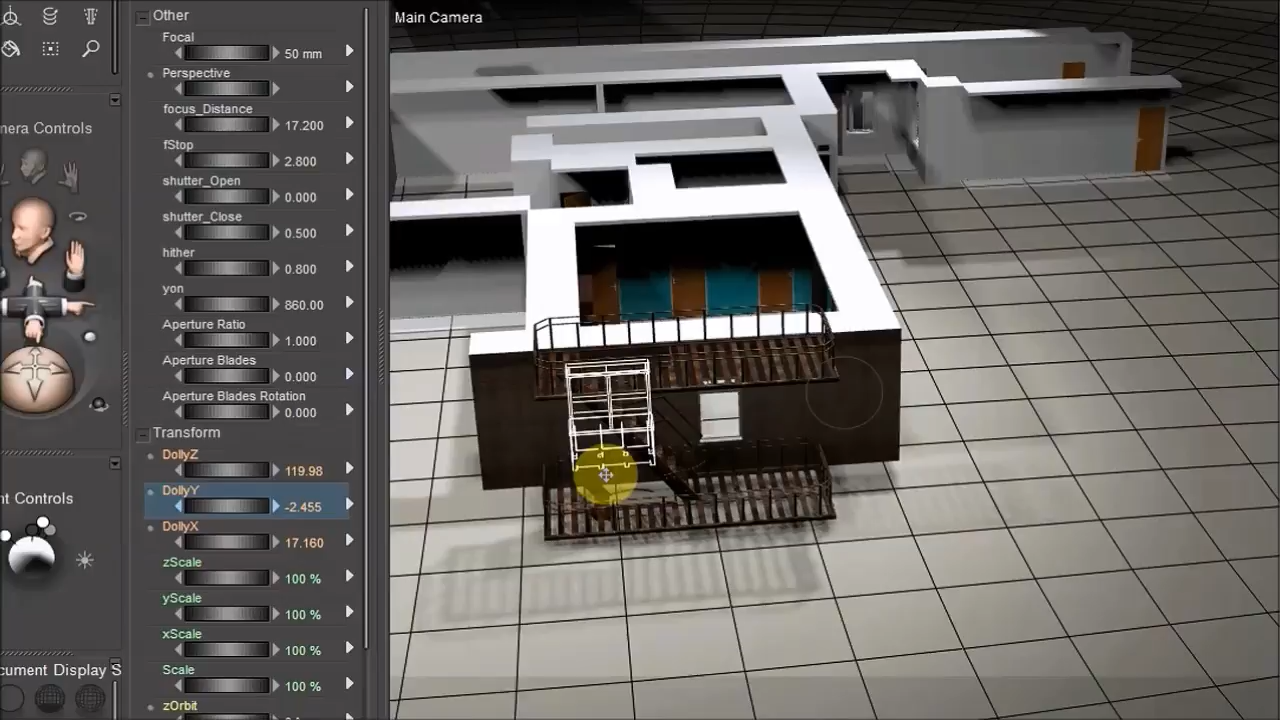 Other
Main Camera
Focal
50 mm
Perspective
focus_Distance
17.200
fStop
2.800
shutter_Open
0.000
shutter_Close
0.500
hither
0.800
yon
860.00
Aperture Ratio
1.000
Aperture Blades
0.000
Aperture Blades Rotation
0.000
Transform
DollyZ
119.98
DollyY
-2.455
DollyX
17.160
zScale
100 %
yScale
100 %
xScale
100 %
Scale
100 %
zOrbit
nera Controls
nt Controls
cument Display S